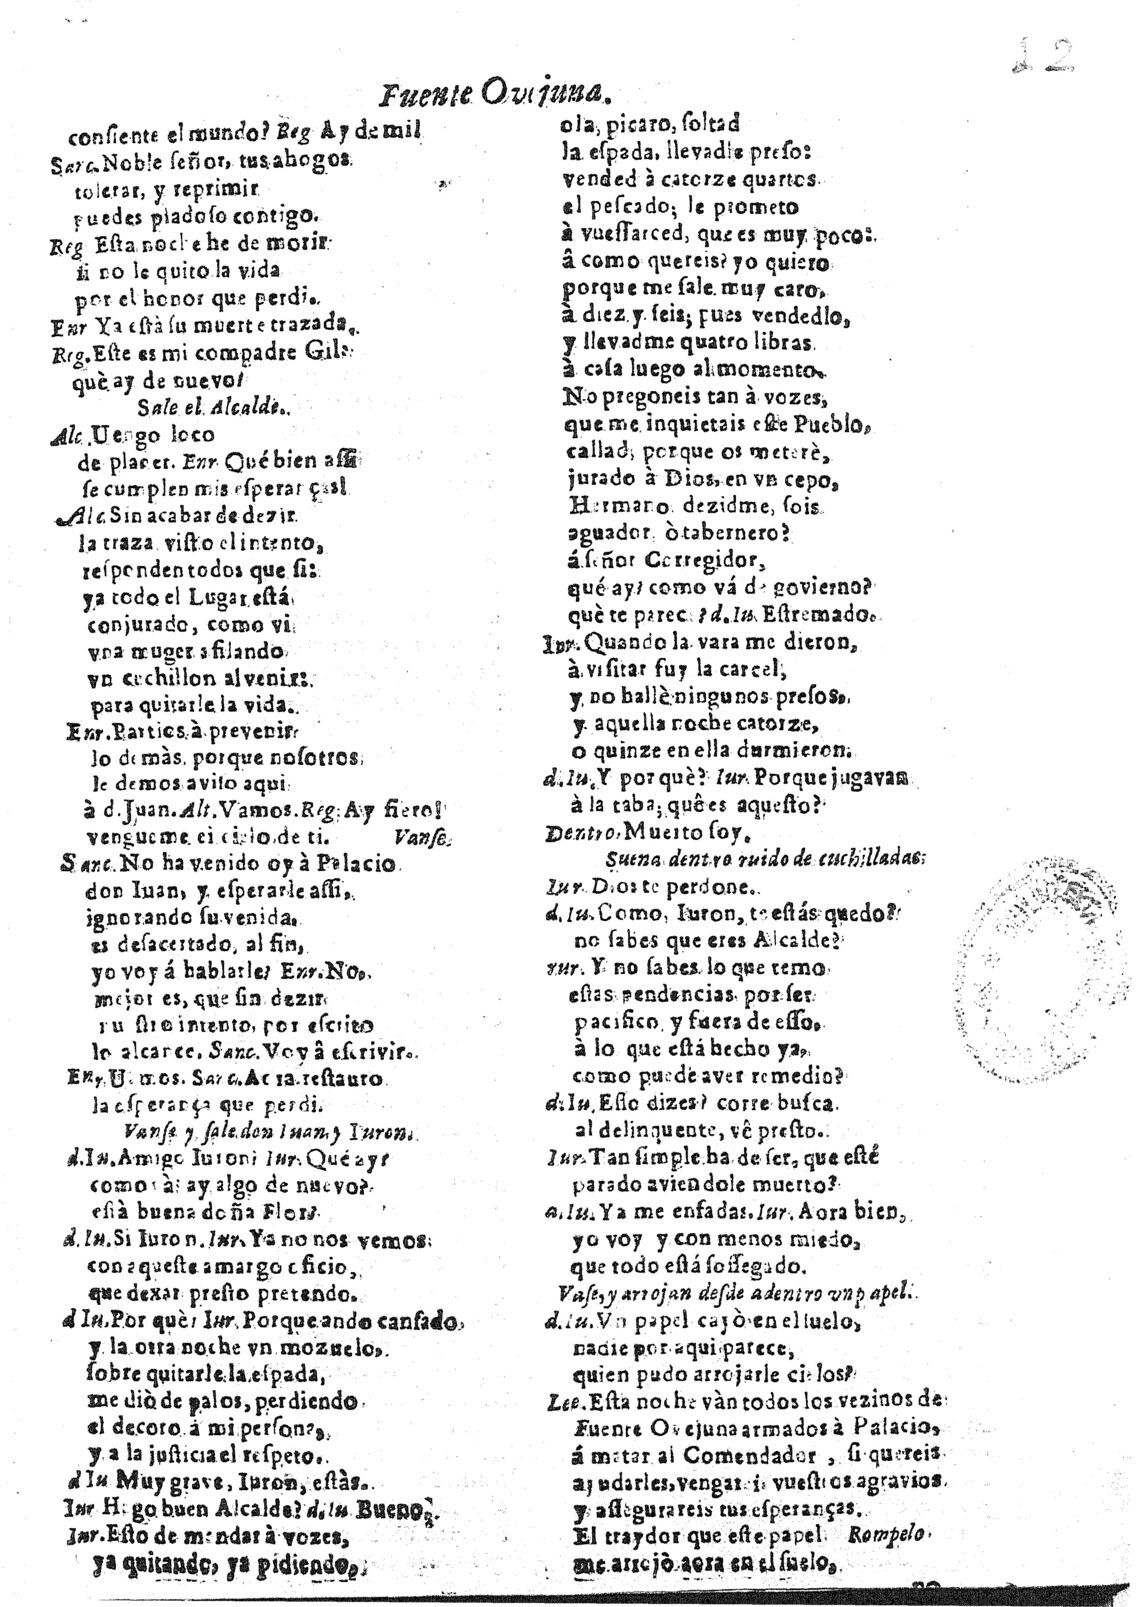 12
Fuente Ovejuna.
consiente el mundo? Reg Ay de mi!
Sanc. Noble señor, tus ahogos
tolerar, y reprimir
puedes piadoso contigo.
Reg Esta noche he de morir
si no le quito la vida
por el honor que perdi.
Enr Ya està su muerte trazada.
Reg. Este es mi compadre Gil:
què ay de nuevo?
Sale el Alcalde.
Alc. Uengo loco
de placer. Enr. Qué bien assi
se cumplen mis esperanças!
Alc. Sin acabar de dezir
la traza visto el intento,
responden todos que si:
ya todo el Lugar está
conjurado, como vi
vna muger afilando
vn cuchillon al venir:
para quitarle la vida.
Enr. Partios à prevenir
lo demàs, porque nosotros
le demos aviso aqui
à d. Juan. Alc. Vamos. Reg. Ay fiero!
vengueme el cielo de ti. Vanse.
Sanc. No ha venido oy à Palacio
don Iuan, y esperarle assi,
ignorando su venida,
es desacertado, al fin,
yo voy á hablarle? Enr. No,
mejor es, que sin dezir
tu intento, por escrito
lo alcance. Sanc. Voy â escrivir.
Enr Uamos. Sanc. Aora restauro
la esperança que perdi.
Vanse y sale don Iuan, y Iuron.
d. Iu. Amigo Iuron? Iur. Qué ay?
como và? ay algo de nuevo?
està buena doña Flor?
d. Iu. Si Iuron. Iur. Ya no nos vemos:
con aqueste amargo oficio,
que dexar presto pretendo.
d Iu. Por què? Iur. Porque ando cansado,
y la otra noche vn mozuelo,
sobre quitarle la espada,
me diò de palos, perdiendo
el decoro á mi persona,
y a la justicia el respeto.
d Iu Muy grave, Iuron, estàs.
Iur Hago buen Alcalde? d. Iu Bueno.
Iur. Esto de mandar à vozes,
ya quitando, ya pidiendo,
ola, picaro, soltad
la espada, llevadle preso:
vended à catorze quartos
el pescado; le prometo
à vuessarced, que es muy poco:
â como quereis? yo quiero
porque me sale muy caro,
à diez y seis; pues vendedlo,
y llevadme quatro libras
à casa luego al momento.
No pregoneis tan à vozes,
que me inquietais este Pueblo,
callad, porque os meterè,
jurado à Dios, en vn cepo,
Hermano dezidme, sois
aguador, ò tabernero?
á señor Corregidor,
qué ay? como vá de govierno?
què te parece? d. Iu. Estremado.
Iur. Quando la vara me dieron,
à visitar fuy la carcel,
y no hallè ningunos presos,
y aquella noche catorze,
o quinze en ella durmieron.
d. Iu. Y por què? Iur. Porque jugavan
à la taba; quê es aquesto?
Dentro. Muerto soy.
Suena dentro ruido de cuchilladas.
Iur. Dios te perdone.
d. Iu. Como, Iuron, te estás quedo?
no sabes que eres Alcalde?
Iur. Y no sabes lo que temo
estas pendencias por ser
pacifico, y fuera de esso,
à lo que está hecho ya,
como puede aver remedio?
d. Iu. Esso dizes? corre busca
al delinquente, vê presto.
Iur. Tan simple ha de ser, que esté
parado aviendole muerto?
d. Iu. Ya me enfadas. Iur. Aora bien,
yo voy y con menos miedo,
que todo está sossegado.
Vase, y arrojan desde adentro vn papel.
d. Iu. Vn papel cayò en el suelo,
nadie por aqui parece,
quien pudo arrojarle cielos?
Lee. Esta noche vàn todos los vezinos de
Fuente Ovejuna armados à Palacio,
á matar al Comendador, si quereis
ayudarles, vengareis vuestros agravios
y assegurareis tus esperanças.
El traydor que este papel Rompelo
me arrojò aora en el suelo,
no